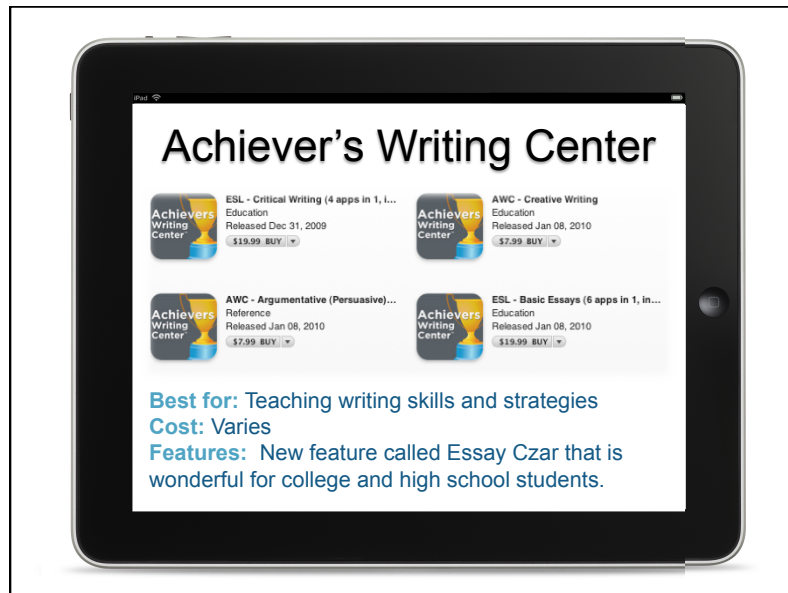 iPad
Achiever's Writing Center
Achievers
Writing
Center
ESL - Critical Writing (4 apps in 1, i...
Education
Released Dec 31, 2009
$19.99 BUY
Achievers
Writing
Center
AWC - Creative Writing
Education
Released Jan 08, 2010
$7.99 BUY
Achievers
Writing
Center
AWC - Argumentative (Persuasive)...
Reference
Released Jan 08, 2010
$7.99 BUY
Achievers
Writing
Center
ESL - Basic Essays (6 apps in 1, in...
Education
Released Jan 08, 2010
$19.99 BUY
Best for: Teaching writing skills and strategies
Cost: Varies
Features:  New feature called Essay Czar that is
wonderful for college and high school students.